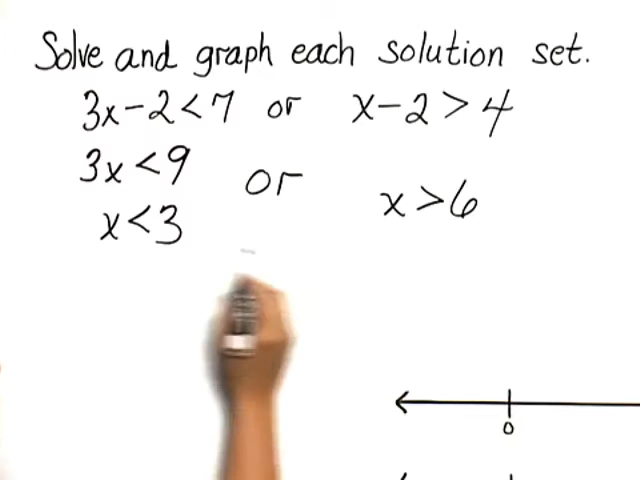 Solve and graph each solution set.
3x-2<7 or x-2>4
3x<9 or
x>6
x<3
0